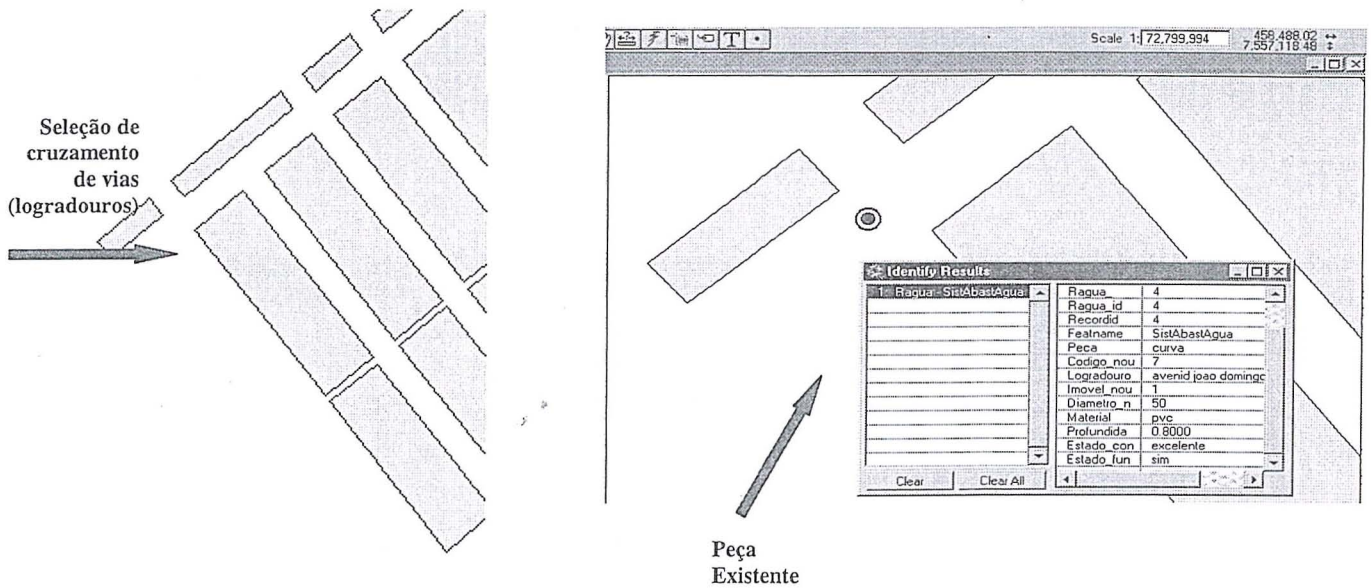 Seleção de
cruzamento
de vias
(logradouros)
T
Scale 1: 72,799,994
458,488.02
7,557,118.48
Identify Results
1: Ragua - SistAbastAgua
Ragua_ 4
Ragua_id 4
Recordid 4
Featname SistAbastAgua
Peca curva
Codigo_nou 7
Logradouro avenid joao domingo
Imovel_nou 1
Diametro_n 50
Material pvc
Profundida 0.8000
Estado_con excelente
Estado_fun sim
Clear Clear All
Peça
Existente